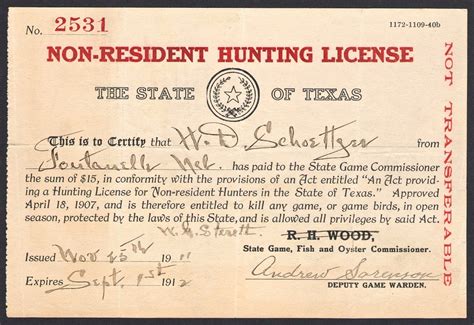 No. 2531
1172-1109-40b
NON-RESIDENT HUNTING LICENSE
THE STATE OF TEXAS
This is to Certify that W. D. from
Fontanelle Neb. has paid to the State Game Commissioner
the sum of $15, in conformity with the provisions of an Act entitled "An Act provid-
ing a Hunting License for Non-resident Hunters in the State of Texas." Approved
April 18, 1907, and is therefore entitled to kill any game, or game birds, in open
season, protected by the laws of this State, and is allowed all privileges by said Act.
W. G. Sterett
R. H. WOOD,
State Game, Fish and Oyster Commissioner.
Issued Nov 25th 1911
Expires Sept. 1st 1912
Andrew Sorenson
DEPUTY GAME WARDEN.
NOT TRANSFERABLE